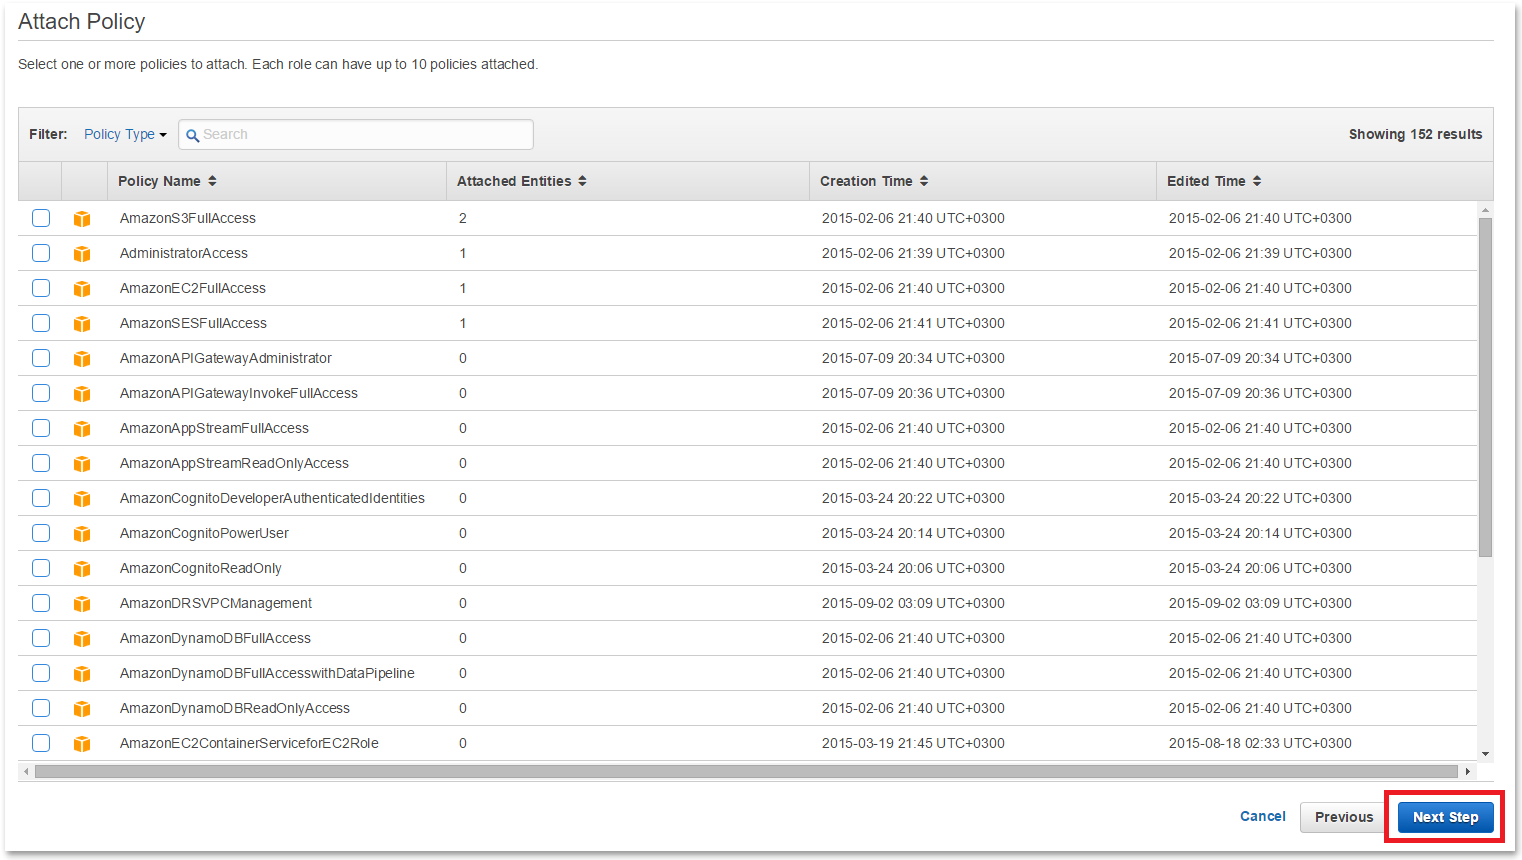 Attach Policy
Select one or more policies to attach. Each role can have up to 10 policies attached.
Filter: Policy Type Search Showing 152 results
Policy Name Attached Entities Creation Time Edited Time
AmazonS3FullAccess 2 2015-02-06 21:40 UTC+0300 2015-02-06 21:40 UTC+0300
AdministratorAccess 1 2015-02-06 21:39 UTC+0300 2015-02-06 21:39 UTC+0300
AmazonEC2FullAccess 1 2015-02-06 21:40 UTC+0300 2015-02-06 21:40 UTC+0300
AmazonSESFullAccess 1 2015-02-06 21:41 UTC+0300 2015-02-06 21:41 UTC+0300
AmazonAPIGatewayAdministrator 0 2015-07-09 20:34 UTC+0300 2015-07-09 20:34 UTC+0300
AmazonAPIGatewayInvokeFullAccess 0 2015-07-09 20:36 UTC+0300 2015-07-09 20:36 UTC+0300
AmazonAppStreamFullAccess 0 2015-02-06 21:40 UTC+0300 2015-02-06 21:40 UTC+0300
AmazonAppStreamReadOnlyAccess 0 2015-02-06 21:40 UTC+0300 2015-02-06 21:40 UTC+0300
AmazonCognitoDeveloperAuthenticatedIdentities 0 2015-03-24 20:22 UTC+0300 2015-03-24 20:22 UTC+0300
AmazonCognitoPowerUser 0 2015-03-24 20:14 UTC+0300 2015-03-24 20:14 UTC+0300
AmazonCognitoReadOnly 0 2015-03-24 20:06 UTC+0300 2015-03-24 20:06 UTC+0300
AmazonDRSVPCManagement 0 2015-09-02 03:09 UTC+0300 2015-09-02 03:09 UTC+0300
AmazonDynamoDBFullAccess 0 2015-02-06 21:40 UTC+0300 2015-02-06 21:40 UTC+0300
AmazonDynamoDBFullAccesswithDataPipeline 0 2015-02-06 21:40 UTC+0300 2015-02-06 21:40 UTC+0300
AmazonDynamoDBReadOnlyAccess 0 2015-02-06 21:40 UTC+0300 2015-02-06 21:40 UTC+0300
AmazonEC2ContainerServiceforEC2Role 0 2015-03-19 21:45 UTC+0300 2015-08-18 02:33 UTC+0300
Cancel Previous Next Step